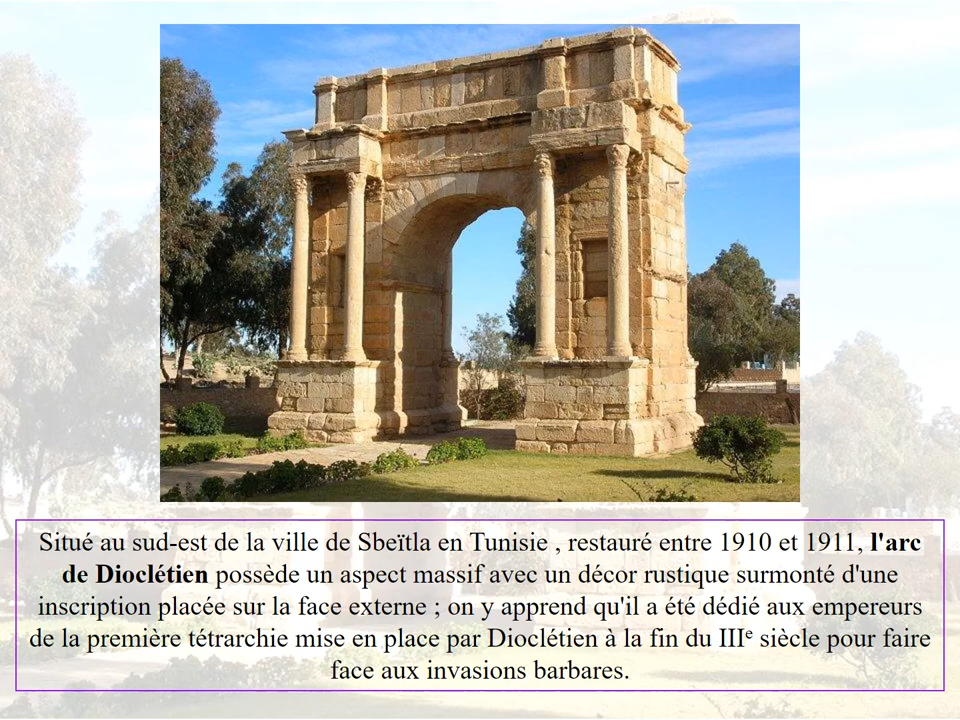 Situé au sud-est de la ville de Sbeïtla en Tunisie , restauré entre 1910 et 1911, l'arc
de Dioclétien possède un aspect massif avec un décor rustique surmonté d'une
inscription placée sur la face externe ; on y apprend qu'il a été dédié aux empereurs
de la première tétrarchie mise en place par Dioclétien à la fin du IIIᵉ siècle pour faire
face aux invasions barbares.